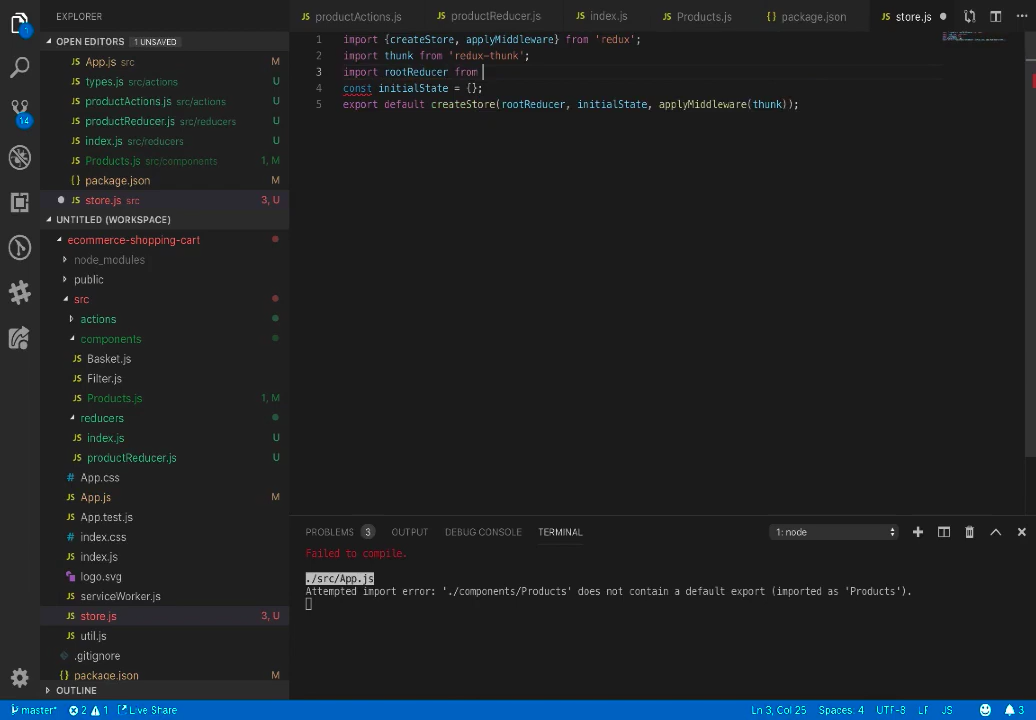 EXPLORER
OPEN EDITORS 1 UNSAVED
App.js src M
types.js src/actions
productActions.js src/actions
productReducer.js src/reducers
index.js src/reducers
Products.js src/components 1, M
package.json M
store.js src 3, U
UNTITLED (WORKSPACE)
ecommerce-shopping-cart
node_modules
public
src
actions
components
Basket.js
Filter.js
Products.js 1, M
reducers
index.js U
productReducer.js U
App.css
App.js M
App.test.js
index.css
index.js
logo.svg
serviceWorker.js
store.js 3, U
util.js
.gitignore
package.json M
OUTLINE
productActions.js productReducer.js index.js Products.js package.json store.js
1 import {createStore, applyMiddleware} from 'redux';
2 import thunk from 'redux-thunk';
3 import rootReducer from
4 const initialState = {};
5 export default createStore(rootReducer, initialState, applyMiddleware(thunk));
PROBLEMS 3 OUTPUT DEBUG CONSOLE TERMINAL 1: node
Failed to compile.
./src/App.js
Attempted import error: './components/Products' does not contain a default export (imported as 'Products').
master* 2 1 Live Share Ln 3, Col 25 Spaces: 4 UTF-8 LF JS 3